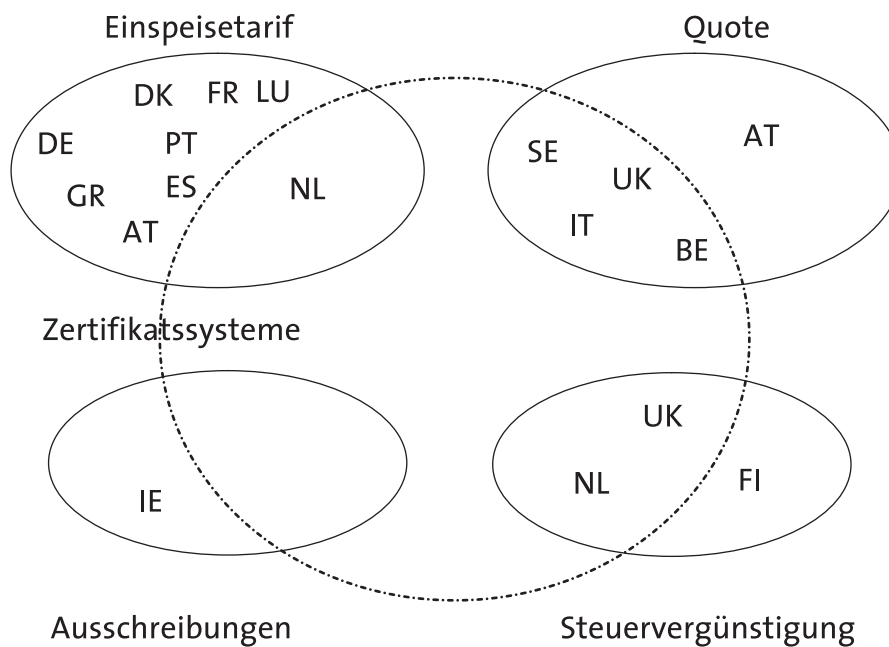 Einspeisetarif
Quote
DK FR LU
DE PT
GR ES NL
AT
SE AT
UK
IT
BE
Zertifikatssysteme
IE
UK
NL FI
Ausschreibungen
Steuervergünstigung